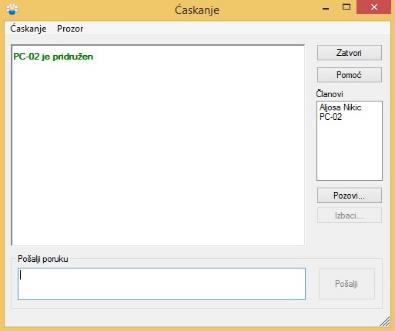 Ćaskanje
Ćaskanje Prozor
PC-02 je pridružen
Zatvori
Pomoć
Članovi
Aljosa Nikic
PC-02
Pozovi...
Izbaci...
Pošalji poruku
Pošalji